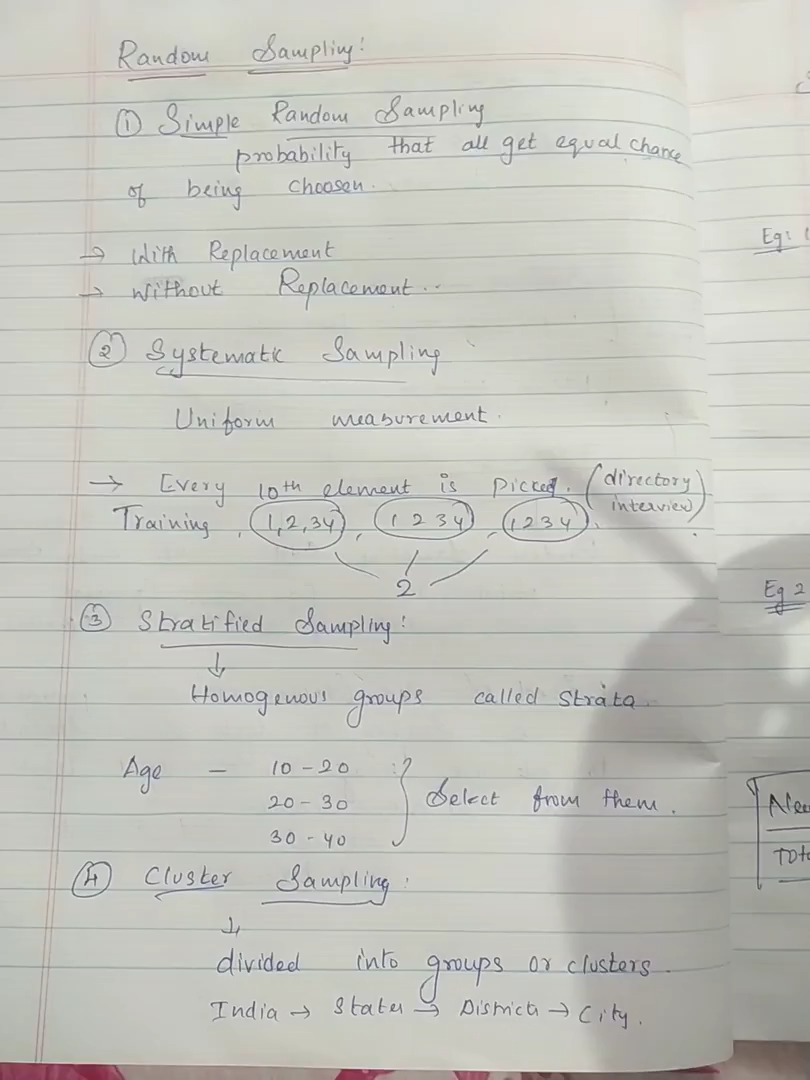 Random Sampling:
① Simple Random Sampling
probability that all get equal chance
of being choosen.
→ With Replacement
→ Without Replacement..
② Systematic Sampling
Uniform measurement.
→ Every 10th element is picked. (directory
interview)
Training, 1,2,34, 1 2 3 4, 1 2 3 4.
2
③ Stratified Sampling:
↓
Homogenous groups called strata.
Age — 10 - 20
20 - 30
30 - 40
} Select from them.
④ Cluster Sampling:
↓
divided into groups or clusters.
India → States → Districts → City.
Eg: 1
Eg 2